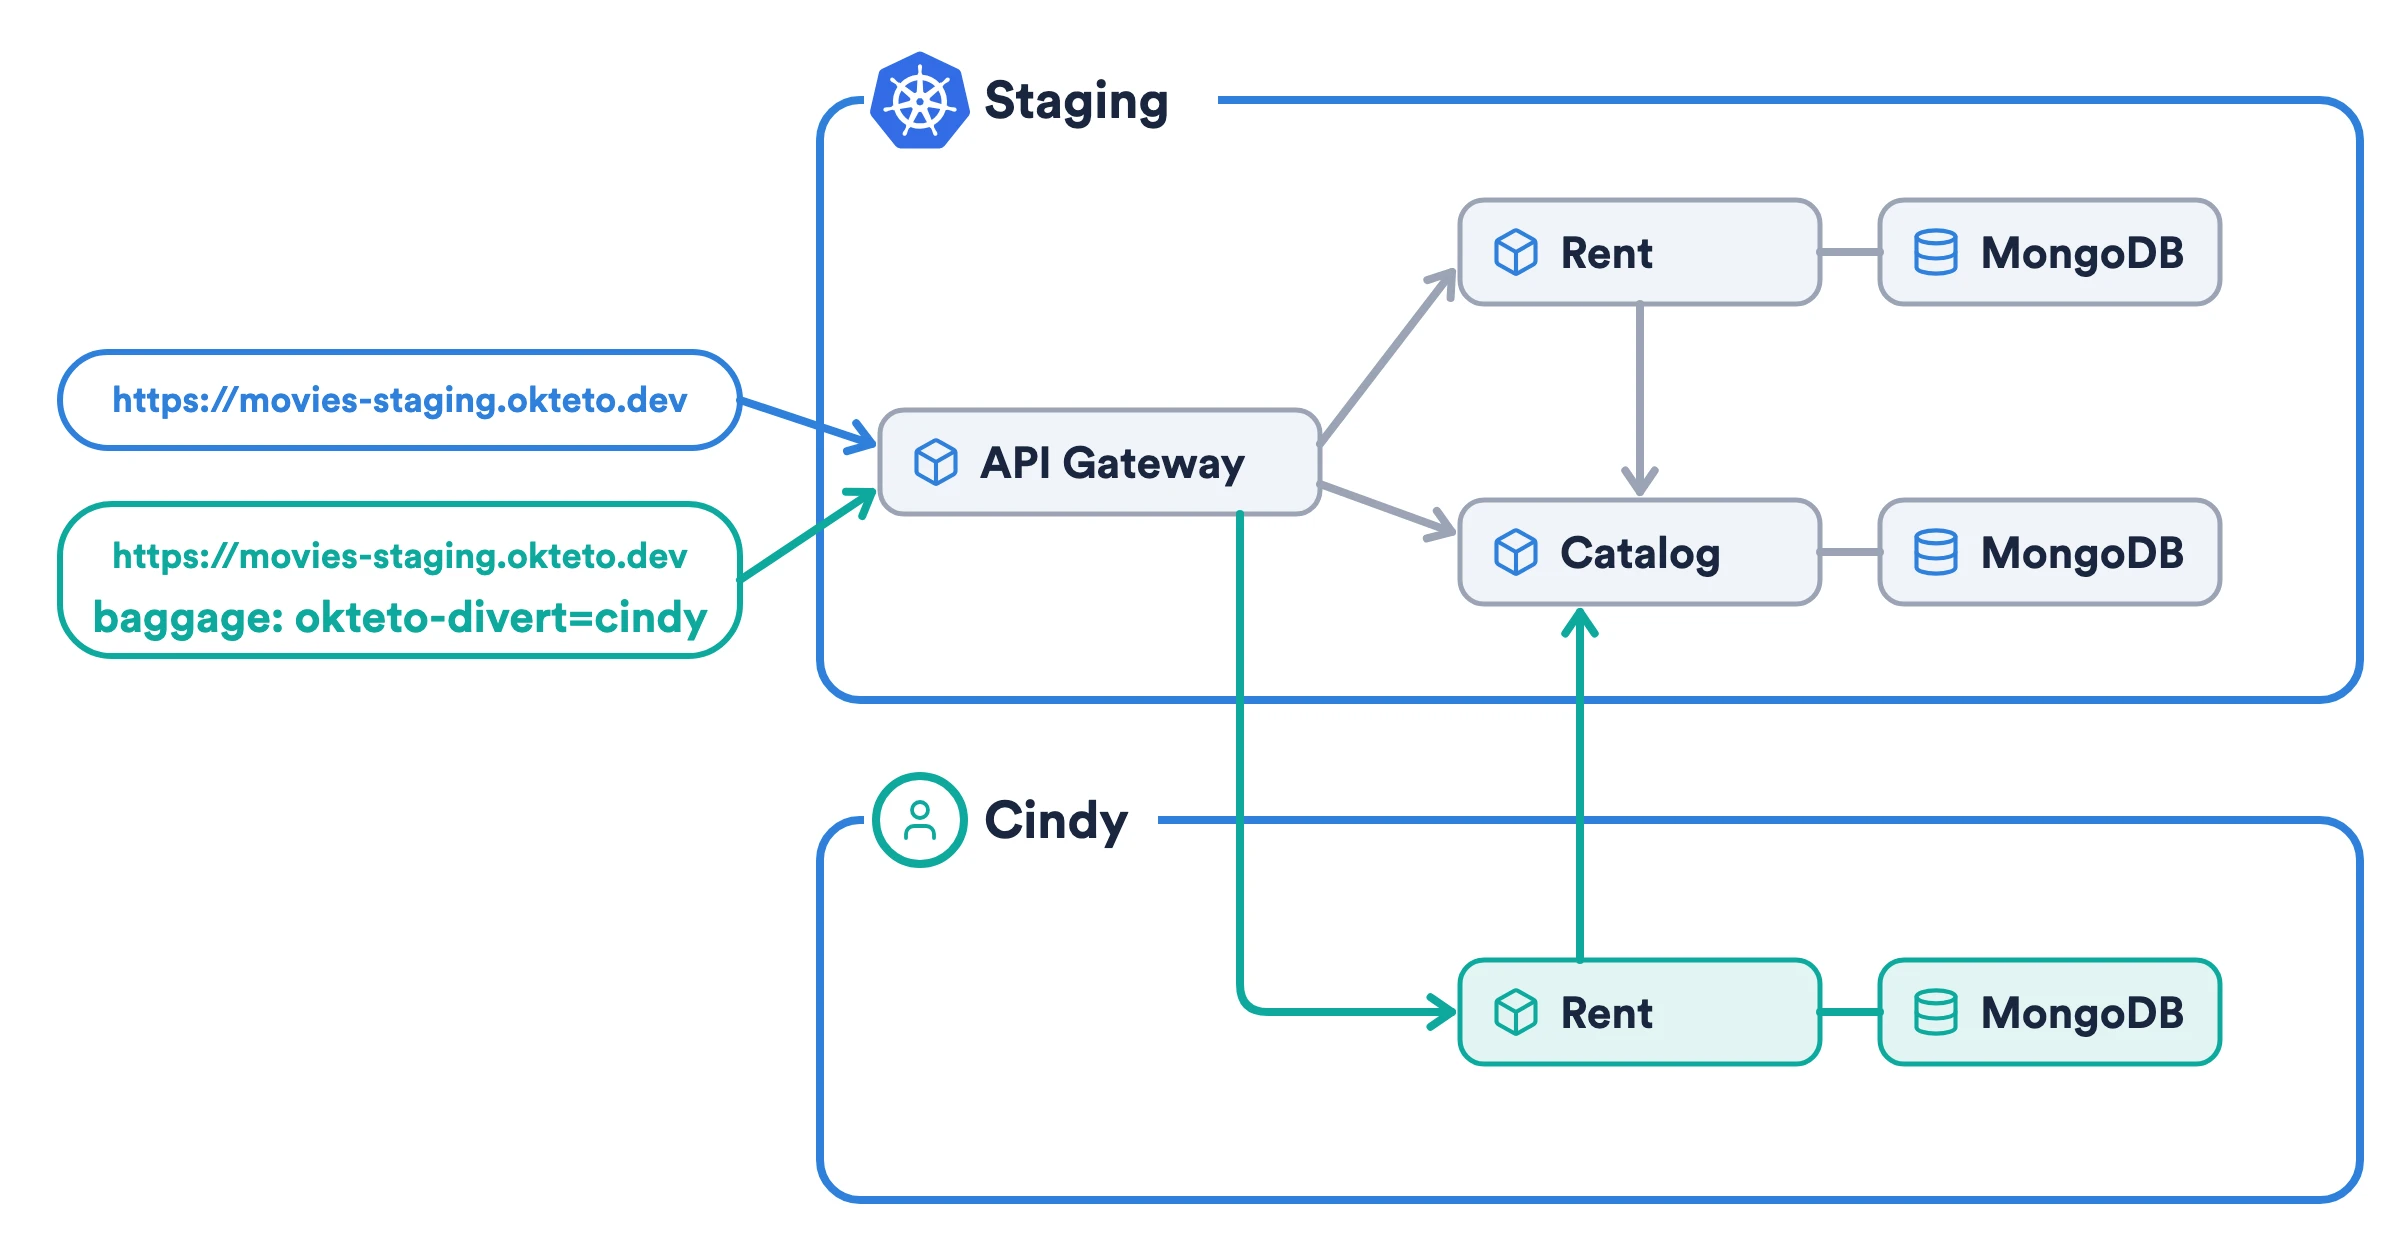 Staging
Rent
MongoDB
https://movies-staging.okteto.dev
API Gateway
https://movies-staging.okteto.dev
baggage: okteto-divert=cindy
Catalog
MongoDB
Cindy
Rent
MongoDB